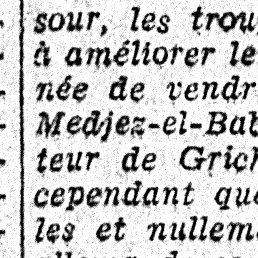 sour, les trou
à améliorer le
née de vendr
Medjez-el-Bab
teur de Grich
cependant que
les et nullem